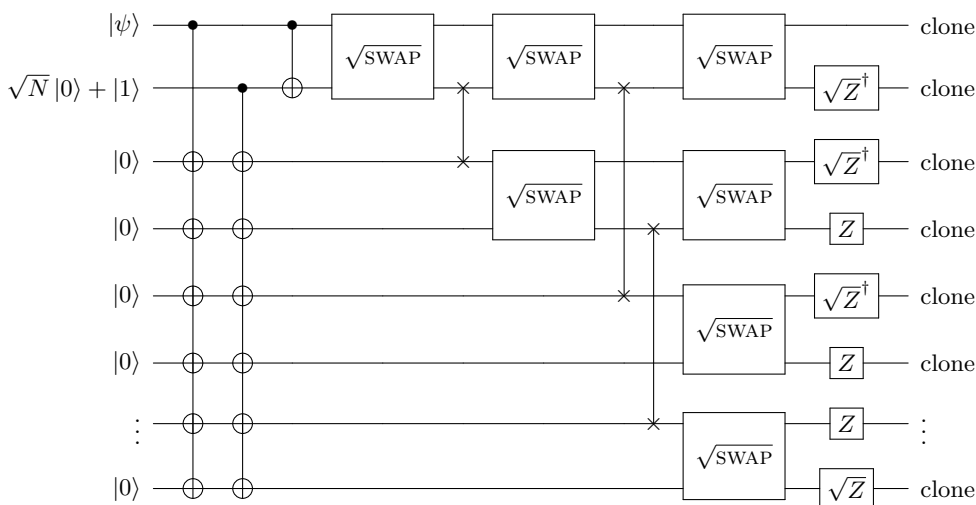 |ψ⟩ clone
√SWAP √SWAP √SWAP
√N |0⟩ + |1⟩ √Z† clone
|0⟩ √Z† clone
√SWAP √SWAP
|0⟩ Z clone
|0⟩ √Z† clone
√SWAP
|0⟩ Z clone
⋮ Z ⋮
√SWAP
|0⟩ √Z clone